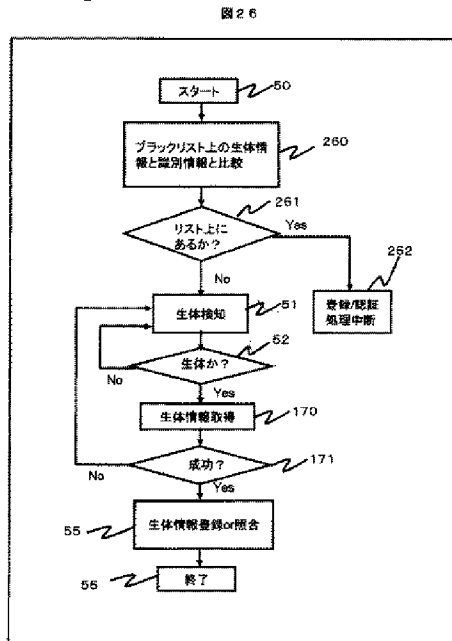 図26
スタート
50
ブラックリスト上の生体情
報と識別情報と比較
260
261
リスト上に
あるか？
Yes
No
262
登録/認証
処理中断
生体検知
51
52
生体か？
No
Yes
生体情報取得
170
成功？
171
No
Yes
55
生体情報登録or照合
56
終了